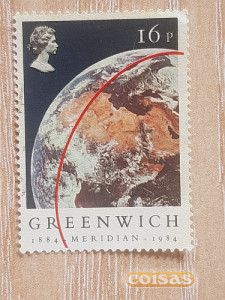 16P
GREENWICH
1884 - MERIDIAN - 1984
coisas